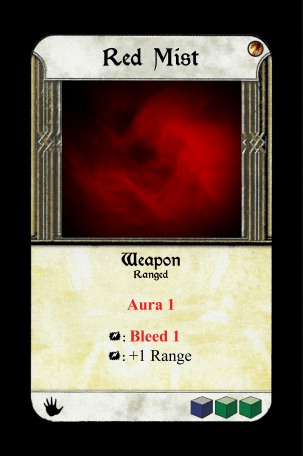 Red Mist
Weapon
Ranged
Aura 1
: Bleed 1
: +1 Range